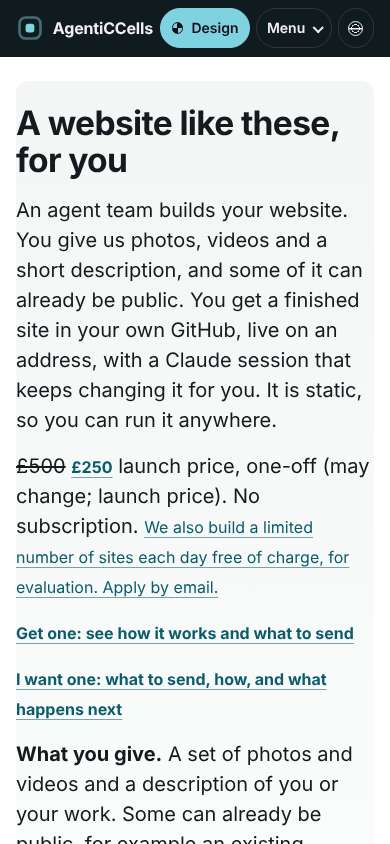 AgentiCCells
Design
Menu
A website like these,
for you
An agent team builds your website.
You give us photos, videos and a
short description, and some of it can
already be public. You get a finished
site in your own GitHub, live on an
address, with a Claude session that
keeps changing it for you. It is static,
so you can run it anywhere.
£500 £250 launch price, one-off (may
change; launch price). No
subscription. We also build a limited
number of sites each day free of charge, for
evaluation. Apply by email.
Get one: see how it works and what to send
I want one: what to send, how, and what
happens next
What you give. A set of photos and
videos and a description of you or
your work. Some can already be
public, for example an existing